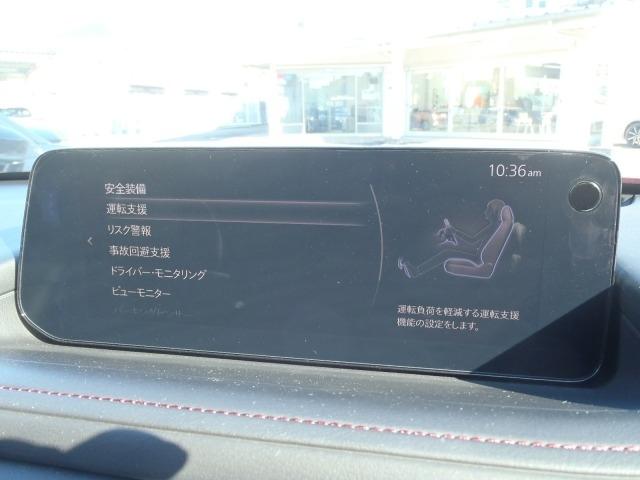 10:36am
安全装備
運転支援
リスク警報
事故回避支援
ドライバー・モニタリング
ビューモニター
運転負荷を軽減する運転支援
機能の設定をします。